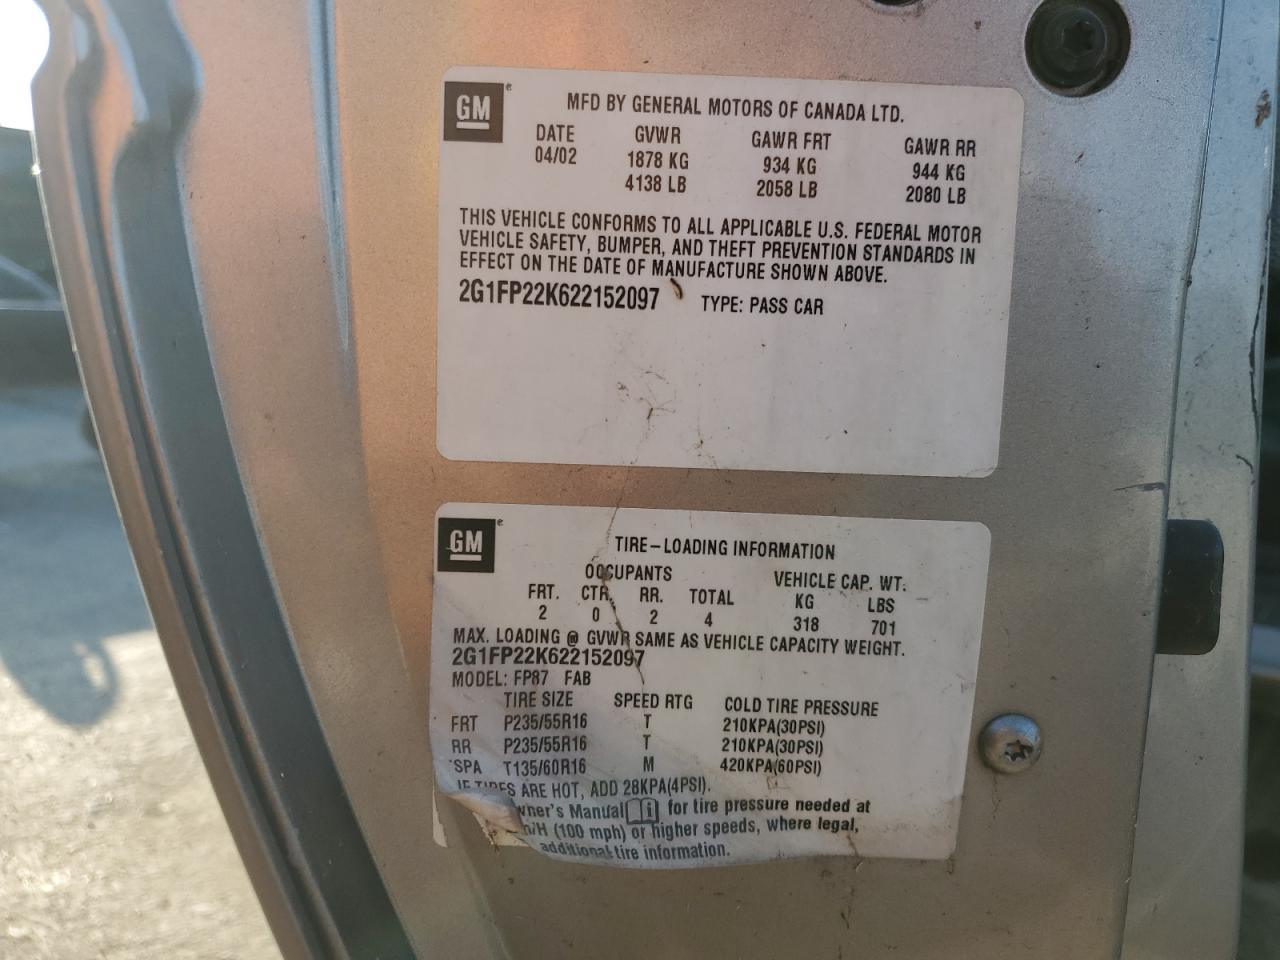 GM
MFD BY GENERAL MOTORS OF CANADA LTD.
DATE GVWR GAWR FRT GAWR RR
04/02 1878 KG 934 KG 944 KG
4138 LB 2058 LB 2080 LB
THIS VEHICLE CONFORMS TO ALL APPLICABLE U.S. FEDERAL MOTOR
VEHICLE SAFETY, BUMPER, AND THEFT PREVENTION STANDARDS IN
EFFECT ON THE DATE OF MANUFACTURE SHOWN ABOVE.
2G1FP22K622152097 TYPE: PASS CAR
GM
TIRE-LOADING INFORMATION
OCCUPANTS VEHICLE CAP. WT.
FRT. CTR. RR. TOTAL KG LBS
2 0 2 4 318 701
MAX. LOADING @ GVWR SAME AS VEHICLE CAPACITY WEIGHT.
2G1FP22K622152097
MODEL: FP87 FAB
TIRE SIZE SPEED RTG COLD TIRE PRESSURE
FRT P235/55R16 T 210KPA(30PSI)
RR P235/55R16 T 210KPA(30PSI)
SPA T135/60R16 M 420KPA(60PSI)
IF TIRES ARE HOT, ADD 28KPA(4PSI).
wner's Manual i for tire pressure needed at
/H (100 mph) or higher speeds, where legal,
additional tire information.